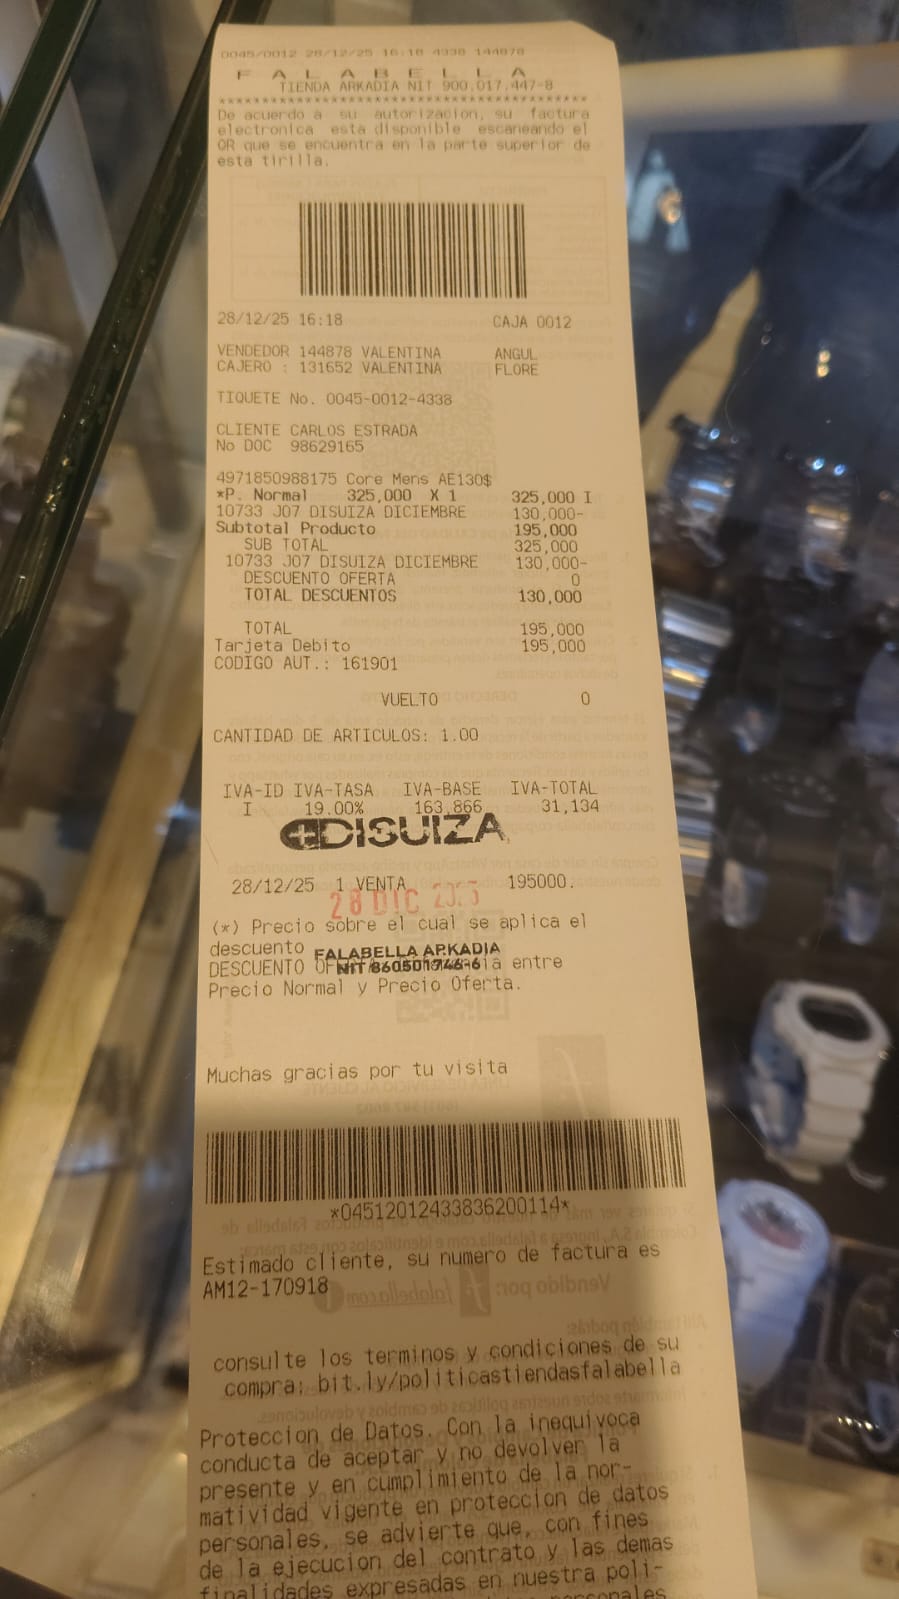 0045/0012 28/12/25 16:18 4338 144878
F A L A B E L L A
TIENDA ARKADIA NIT 900.017.447-8
****************************************
De acuerdo a su autorizacion, su factura
electronica esta disponible escaneando el
QR que se encuentra en la parte superior de
esta tirilla.
28/12/25 16:18 CAJA 0012
VENDEDOR 144878 VALENTINA ANGUL
CAJERO : 131652 VALENTINA FLORE
TIQUETE No. 0045-0012-4338
CLIENTE CARLOS ESTRADA
No DOC 98629165
4971850988175 Core Mens AE130$
*P. Normal 325,000 X 1 325,000 I
10733 J07 DISUIZA DICIEMBRE 130,000-
Subtotal Producto 195,000
SUB TOTAL 325,000
10733 J07 DISUIZA DICIEMBRE 130,000-
DESCUENTO OFERTA 0
TOTAL DESCUENTOS 130,000
TOTAL 195,000
Tarjeta Debito 195,000
CODIGO AUT.: 161901
VUELTO 0
CANTIDAD DE ARTICULOS: 1.00
IVA-ID IVA-TASA IVA-BASE IVA-TOTAL
I 19.00% 163,866 31,134
DISUIZA
28/12/25 1 VENTA 195000.
28 DIC
(*) Precio sobre el cual se aplica el
descuento
FALABELLA ARKADIA
DESCUENTO entre
NIT 860501746-6
Precio Normal y Precio Oferta.
Muchas gracias por tu visita
*04512012433836200114*
Estimado cliente, su numero de factura es
AM12-170918
consulte los terminos y condiciones de su
compra: bit.ly/politicastiendasfalabella
Proteccion de Datos. Con la inequivoca
conducta de aceptar y no devolver la
presente y en cumplimiento de la nor-
matividad vigente en proteccion de datos
personales, se advierte que, con fines
de la ejecucion del contrato y las demas
finalidades expresadas en nuestra poli-
personales